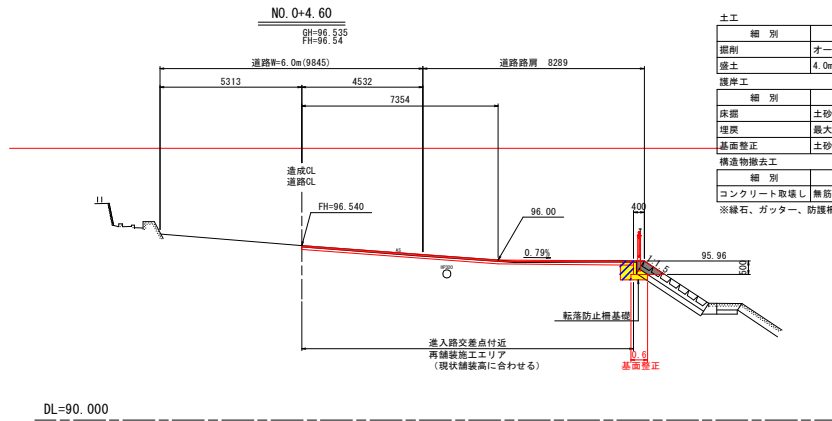 NO.0+4.60
GH=96.535
FH=96.54
道路W=6.0m(9845)
道路路肩 8289
5313
4532
7354
造成CL
道路CL
FH=96.540
96.00
0.79%
AS
400
1:1.5
95.96
500
転落防止柵基礎
進入路交差点付近
再舗装施工エリア
(現状舗装高に合わせる)
0.6
基面整正
DL=90.000
土工
細 別
掘削 オー
盛土 4.0m
護岸工
細 別
床掘 土砂
埋戻 最大
基面整正 土砂
構造物撤去工
細 別
コンクリート取壊し 無筋
※縁石、ガッター、防護柵